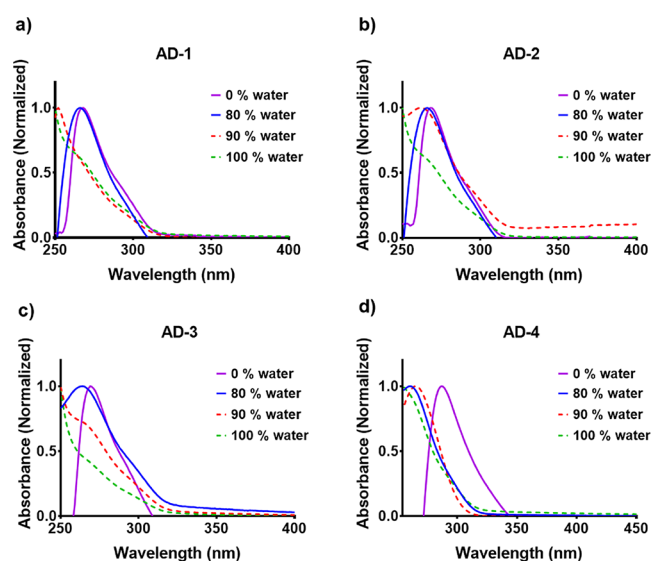 a)
AD-1
Absorbance (Normalized)
1.0
0.5
0.0
250
300
350
400
Wavelength (nm)
0 % water
80 % water
90 % water
100 % water
b)
AD-2
Absorbance (Normalized)
1.0
0.5
0.0
250
300
350
400
Wavelength (nm)
0 % water
80 % water
90 % water
100 % water
c)
AD-3
Absorbance (Normalized)
1.0
0.5
0.0
250
300
350
400
Wavelength (nm)
0 % water
80 % water
90 % water
100 % water
d)
AD-4
Absorbance (Normalized)
1.0
0.5
0.0
300
350
400
450
Wavelength (nm)
0 % water
80 % water
90 % water
100 % water